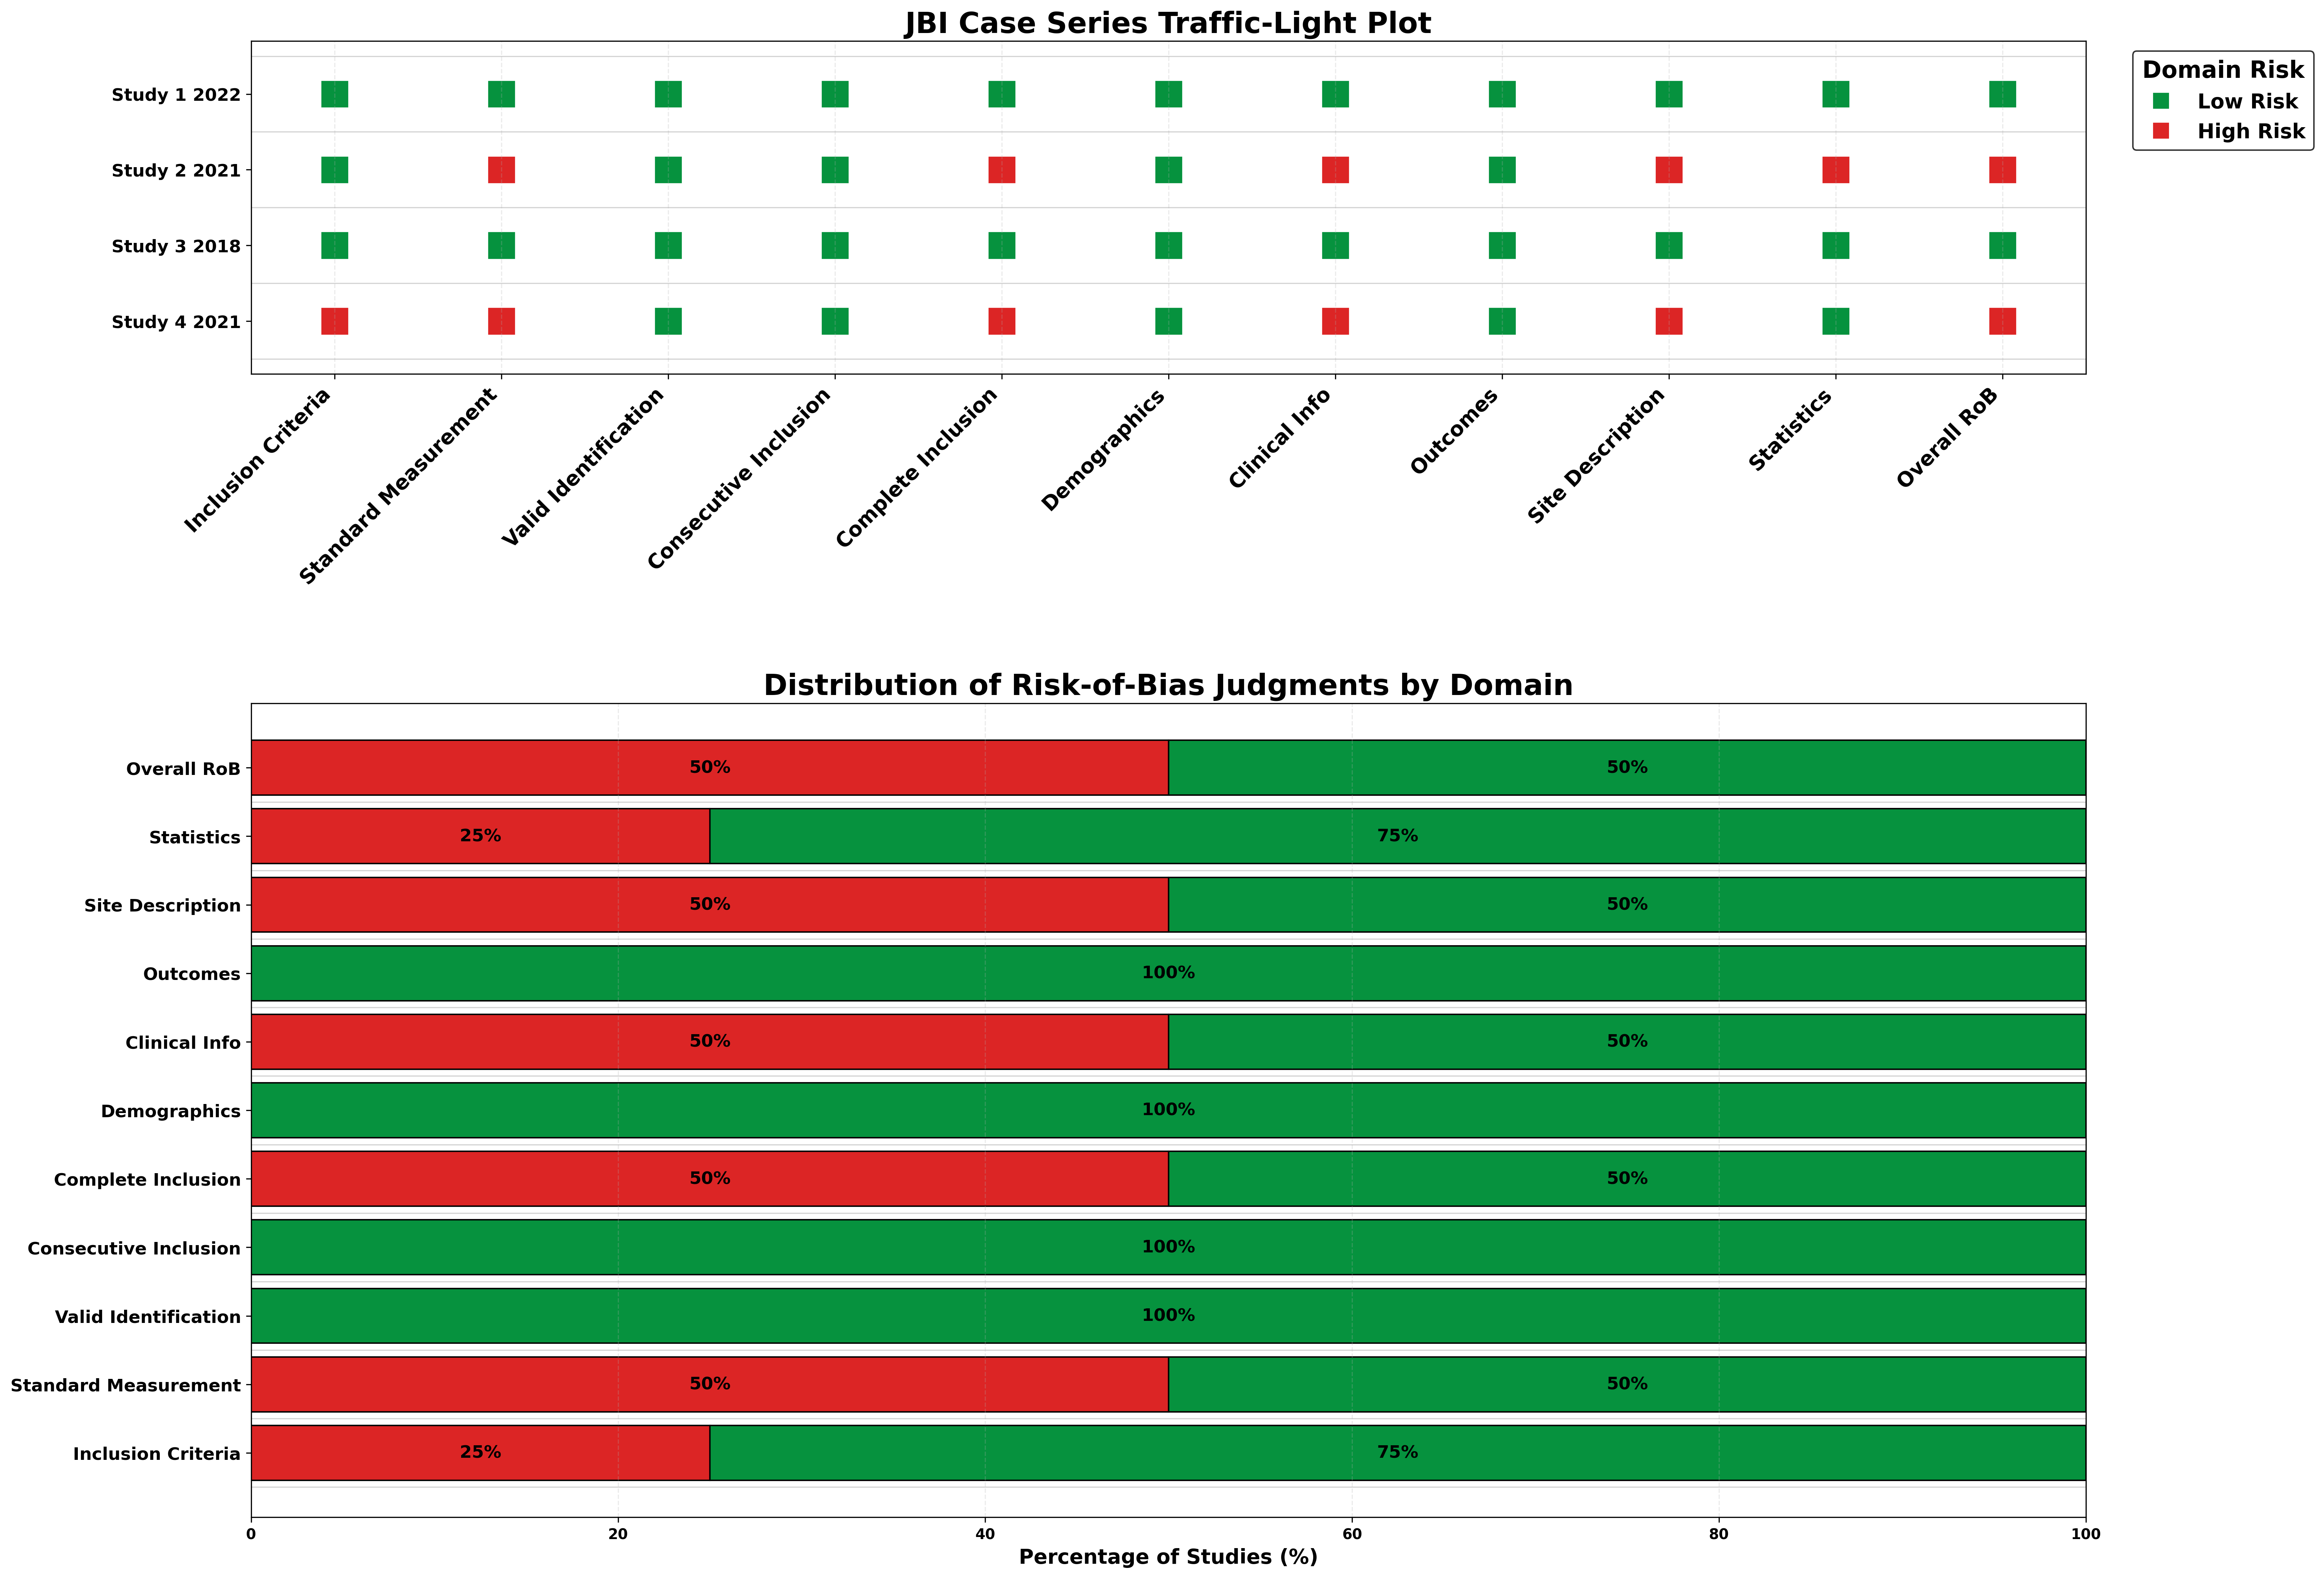 JBI Case Series Traffic-Light Plot
Domain Risk
Low Risk
High Risk
Study 1 2022
Study 2 2021
Study 3 2018
Study 4 2021
Inclusion Criteria
Standard Measurement
Valid Identification
Consecutive Inclusion
Complete Inclusion
Demographics
Clinical Info
Outcomes
Site Description
Statistics
Overall RoB
Distribution of Risk-of-Bias Judgments by Domain
Overall RoB 50% 50%
Statistics 25% 75%
Site Description 50% 50%
Outcomes 100%
Clinical Info 50% 50%
Demographics 100%
Complete Inclusion 50% 50%
Consecutive Inclusion 100%
Valid Identification 100%
Standard Measurement 50% 50%
Inclusion Criteria 25% 75%
0 20 40 60 80 100
Percentage of Studies (%)